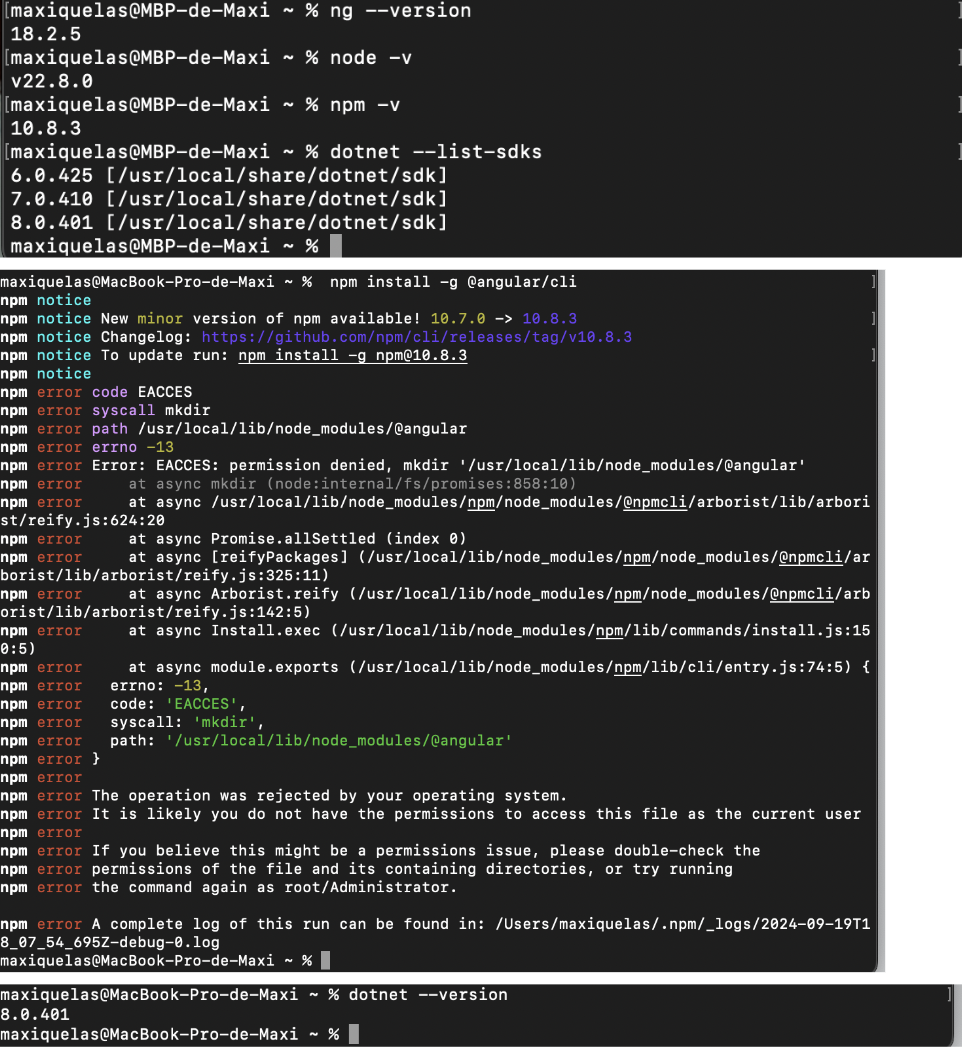 [maxiquelas@MBP-de-Maxi ~ % ng --version ]
18.2.5
[maxiquelas@MBP-de-Maxi ~ % node -v ]
v22.8.0
[maxiquelas@MBP-de-Maxi ~ % npm -v ]
10.8.3
[maxiquelas@MBP-de-Maxi ~ % dotnet --list-sdks ]
6.0.425 [/usr/local/share/dotnet/sdk]
7.0.410 [/usr/local/share/dotnet/sdk]
8.0.401 [/usr/local/share/dotnet/sdk]
maxiquelas@MBP-de-Maxi ~ %
maxiquelas@MacBook-Pro-de-Maxi ~ %  npm install -g @angular/cli ]
npm notice
npm notice New minor version of npm available! 10.7.0 -> 10.8.3 ]
npm notice Changelog: https://github.com/npm/cli/releases/tag/v10.8.3
npm notice To update run: npm install -g npm@10.8.3 ]
npm notice
npm error code EACCES
npm error syscall mkdir
npm error path /usr/local/lib/node_modules/@angular
npm error errno -13
npm error Error: EACCES: permission denied, mkdir '/usr/local/lib/node_modules/@angular'
npm error     at async mkdir (node:internal/fs/promises:858:10)
npm error     at async /usr/local/lib/node_modules/npm/node_modules/@npmcli/arborist/lib/arbori
st/reify.js:624:20
npm error     at async Promise.allSettled (index 0)
npm error     at async [reifyPackages] (/usr/local/lib/node_modules/npm/node_modules/@npmcli/ar
borist/lib/arborist/reify.js:325:11)
npm error     at async Arborist.reify (/usr/local/lib/node_modules/npm/node_modules/@npmcli/arb
orist/lib/arborist/reify.js:142:5)
npm error     at async Install.exec (/usr/local/lib/node_modules/npm/lib/commands/install.js:15
0:5)
npm error     at async module.exports (/usr/local/lib/node_modules/npm/lib/cli/entry.js:74:5) {
npm error   errno: -13,
npm error   code: 'EACCES',
npm error   syscall: 'mkdir',
npm error   path: '/usr/local/lib/node_modules/@angular'
npm error }
npm error
npm error The operation was rejected by your operating system.
npm error It is likely you do not have the permissions to access this file as the current user
npm error
npm error If you believe this might be a permissions issue, please double-check the
npm error permissions of the file and its containing directories, or try running
npm error the command again as root/Administrator.
npm error A complete log of this run can be found in: /Users/maxiquelas/.npm/_logs/2024-09-19T1
8_07_54_695Z-debug-0.log
maxiquelas@MacBook-Pro-de-Maxi ~ %
maxiquelas@MacBook-Pro-de-Maxi ~ % dotnet --version ]
8.0.401
maxiquelas@MacBook-Pro-de-Maxi ~ %